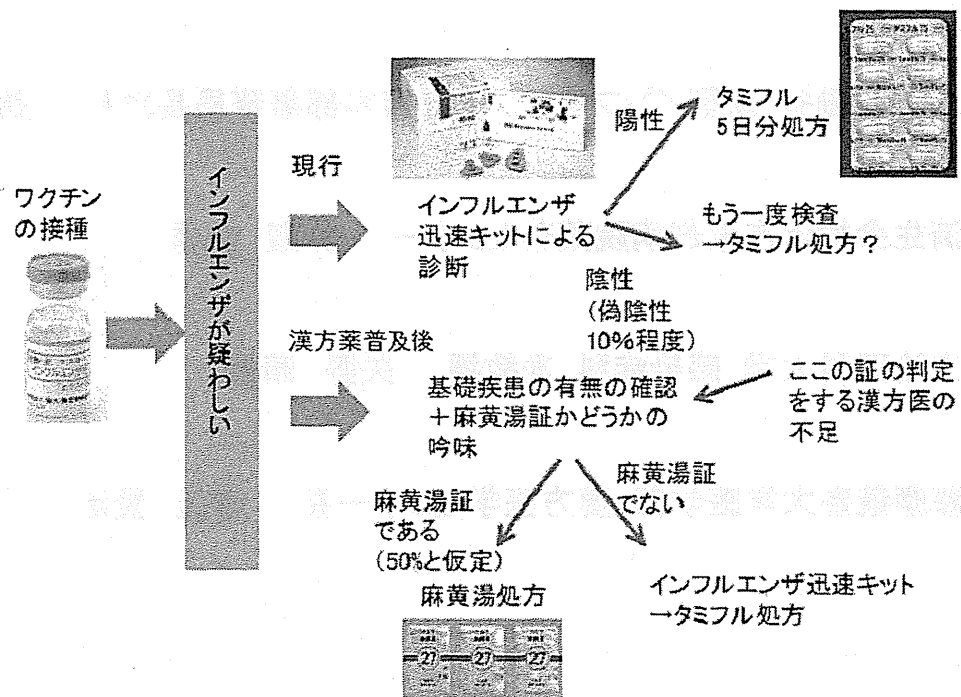 ワクチン
の接種
インフルエンザが疑わしい
現行
インフルエンザ
迅速キットによる
診断
陽性
タミフル
5日分処方
もう一度検査
→タミフル処方？
陰性
(偽陰性
10%程度)
漢方薬普及後
基礎疾患の有無の確認
＋麻黄湯証かどうかの
吟味
ここの証の判定
をする漢方医の
不足
麻黄湯証
である
(50%と仮定)
麻黄湯処方
麻黄湯証
でない
インフルエンザ迅速キット
→タミフル処方
27 27 27